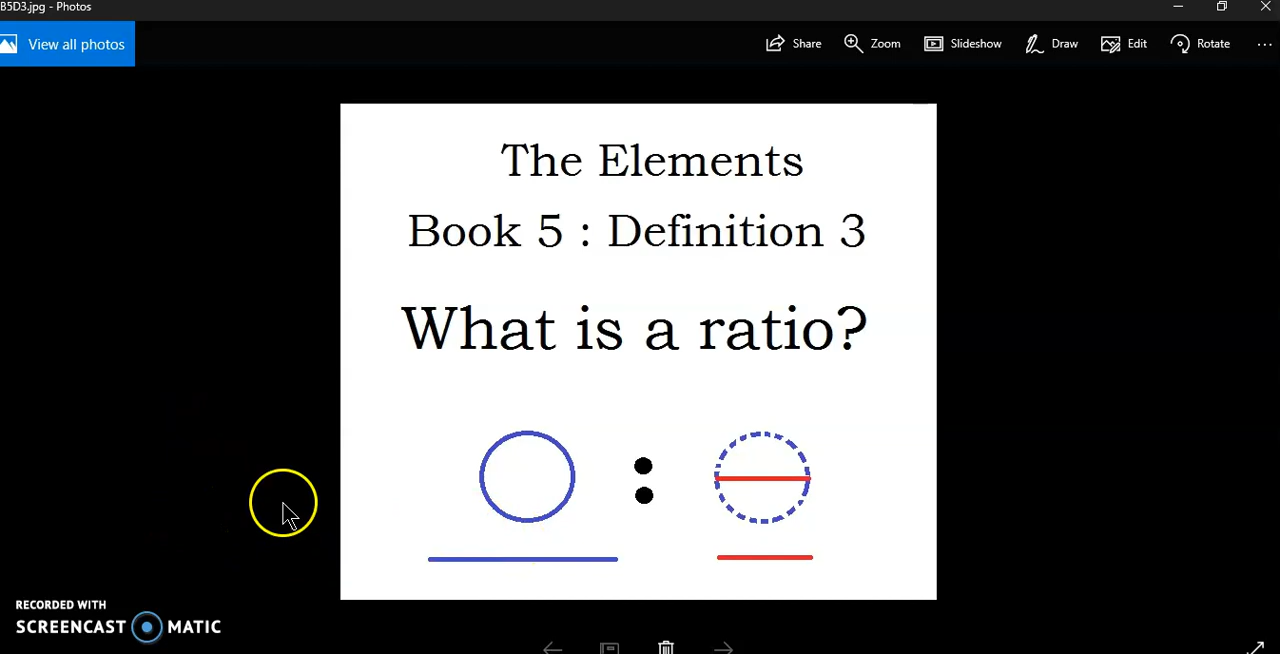 B5D3.jpg - Photos
View all photos
Share
Zoom
Slideshow
Draw
Edit
Rotate
The Elements
Book 5 : Definition 3
What is a ratio?
RECORDED WITH
SCREENCAST MATIC